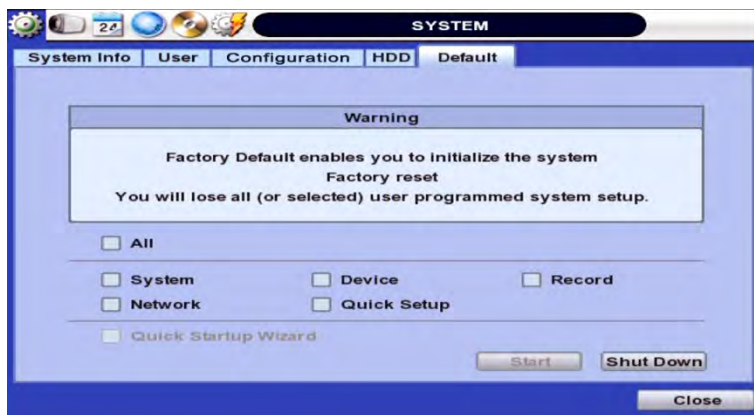 SYSTEM
System Info User Configuration HDD Default
Warning
Factory Default enables you to initialize the system
Factory reset
You will lose all (or selected) user programmed system setup.
All
System Device Record
Network Quick Setup
Quick Startup Wizard
Start Shut Down
Close